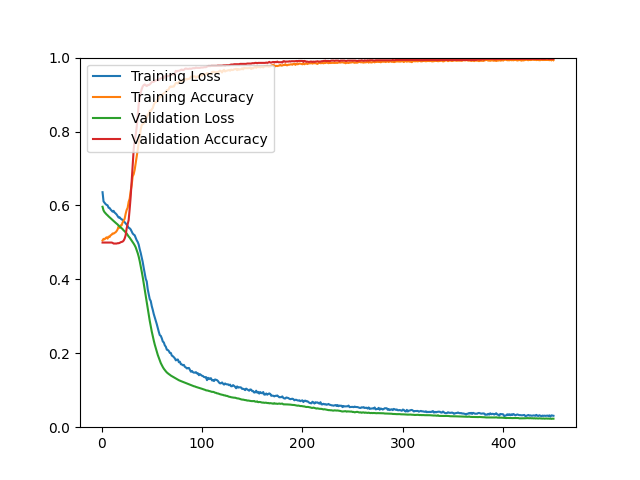 1.0
0.8
0.6
0.4
0.2
0.0
0 100 200 300 400
Training Loss
Training Accuracy
Validation Loss
Validation Accuracy